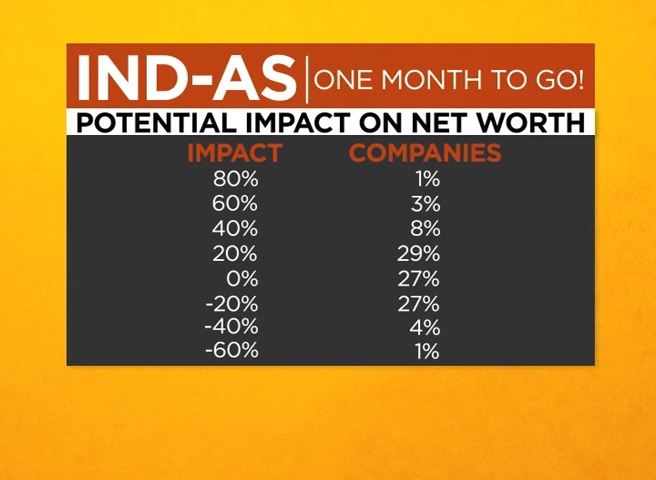 IND-AS | ONE MONTH TO GO!
POTENTIAL IMPACT ON NET WORTH
IMPACT COMPANIES
80% 1%
60% 3%
40% 8%
20% 29%
0% 27%
-20% 27%
-40% 4%
-60% 1%